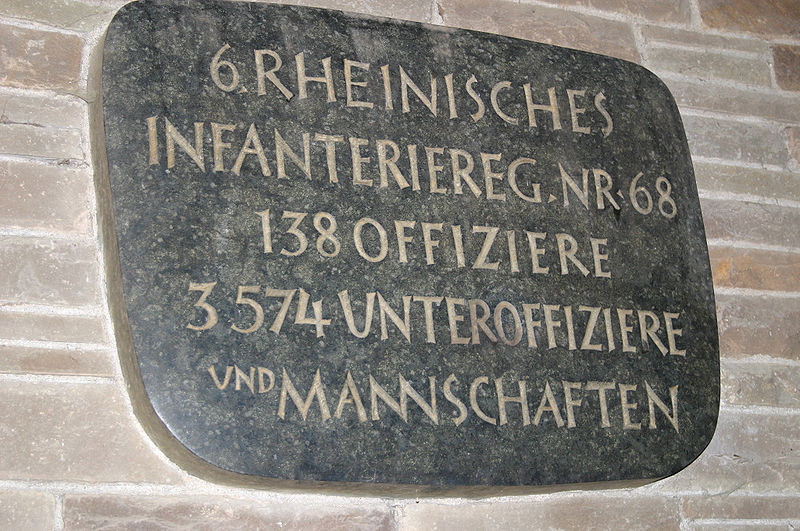 6. RHEINISCHES
INFANTERIEREG. NR. 68
138 OFFIZIERE
3 574 UNTEROFFIZIERE
UND MANNSCHAFTEN